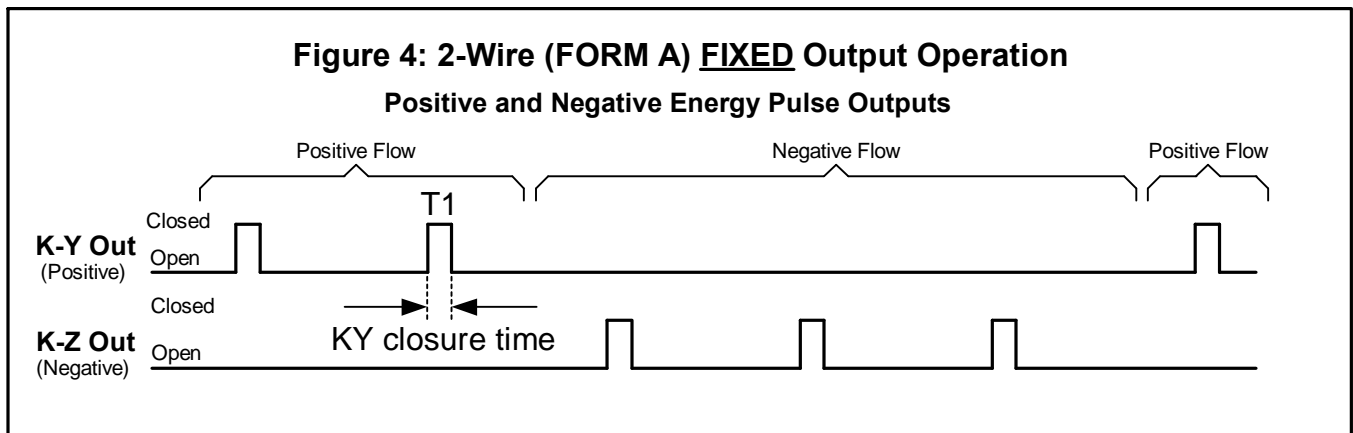 Figure 4: 2-Wire (FORM A) FIXED Output Operation
Positive and Negative Energy Pulse Outputs
Positive Flow
Negative Flow
Positive Flow
T1
K-Y Out
(Positive)
Closed
Open
KY closure time
K-Z Out
(Negative)
Closed
Open